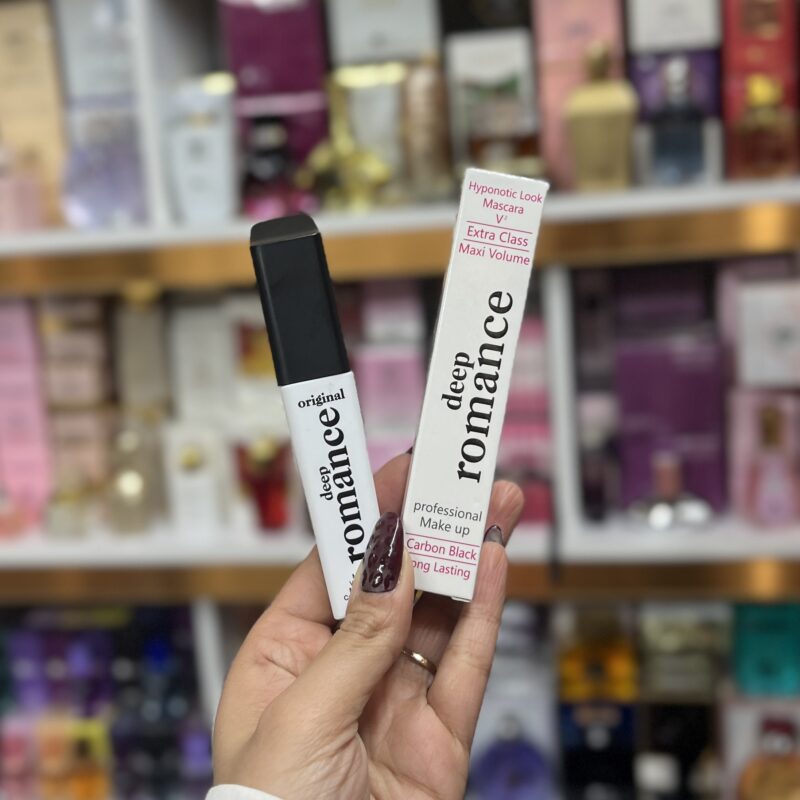 original
deep
romance
Hyponotic Look
Mascara
V²
Extra Class
Maxi Volume
deep
romance
professional
Make up
Carbon Black
ong Lasting